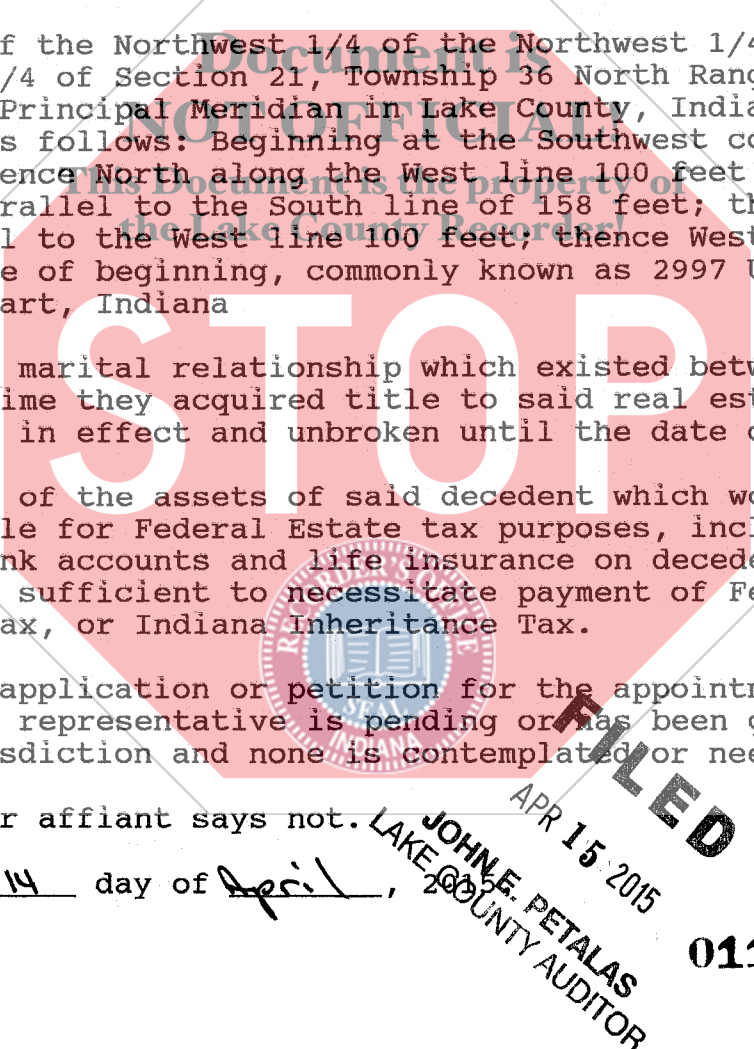 f the Northwest 1/4 of the Northwest 1/4
/4 of Section 21, Township 36 North Rang
Principal Meridian in Lake County, India
s follows: Beginning at the Southwest co
ence North along the West line 100 feet
rallel to the South line of 158 feet; th
l to the West line 100 feet; thence West
e of beginning, commonly known as 2997 U
art, Indiana
Document is
NOT OFFICIAL!
This Document is the property of
the Lake County Recorder!
STOP
marital relationship which existed betw
ime they acquired title to said real est
in effect and unbroken until the date o
of the assets of said decedent which wo
le for Federal Estate tax purposes, incl
nk accounts and life insurance on decede
sufficient to necessitate payment of Fe
ax, or Indiana Inheritance Tax.
RECORDER'S OFFICE
SEAL
INDIANA
application or petition for the appointm
representative is pending or has been g
sdiction and none is contemplated or nee
r affiant says not.
14 day of April, 2015.
FILED
APR 15 2015
JOHN E. PETALAS
LAKE COUNTY AUDITOR
011